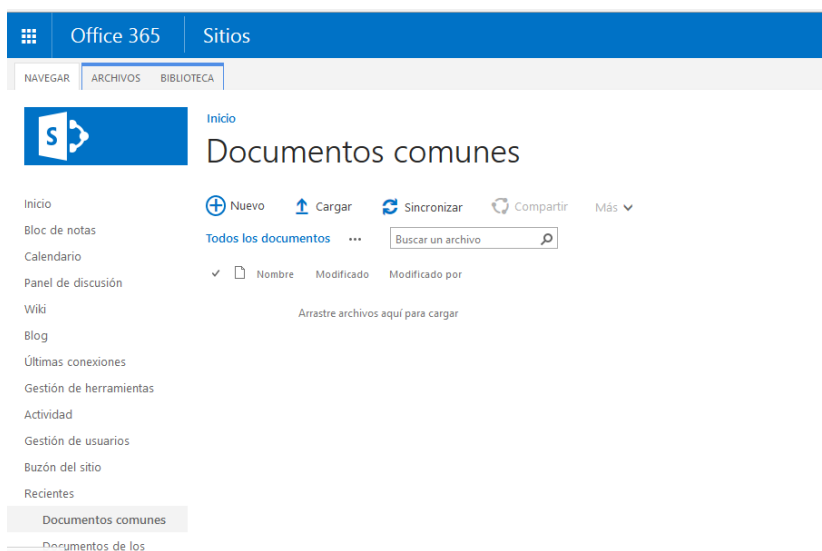 Office 365 Sitios
NAVEGAR ARCHIVOS BIBLIOTECA
S
Inicio
Documentos comunes
Nuevo Cargar Sincronizar Compartir Más
Todos los documentos ... Buscar un archivo
Nombre Modificado Modificado por
Arrastre archivos aquí para cargar
Inicio
Bloc de notas
Calendario
Panel de discusión
Wiki
Blog
Últimas conexiones
Gestión de herramientas
Actividad
Gestión de usuarios
Buzón del sitio
Recientes
Documentos comunes
Documentos de los